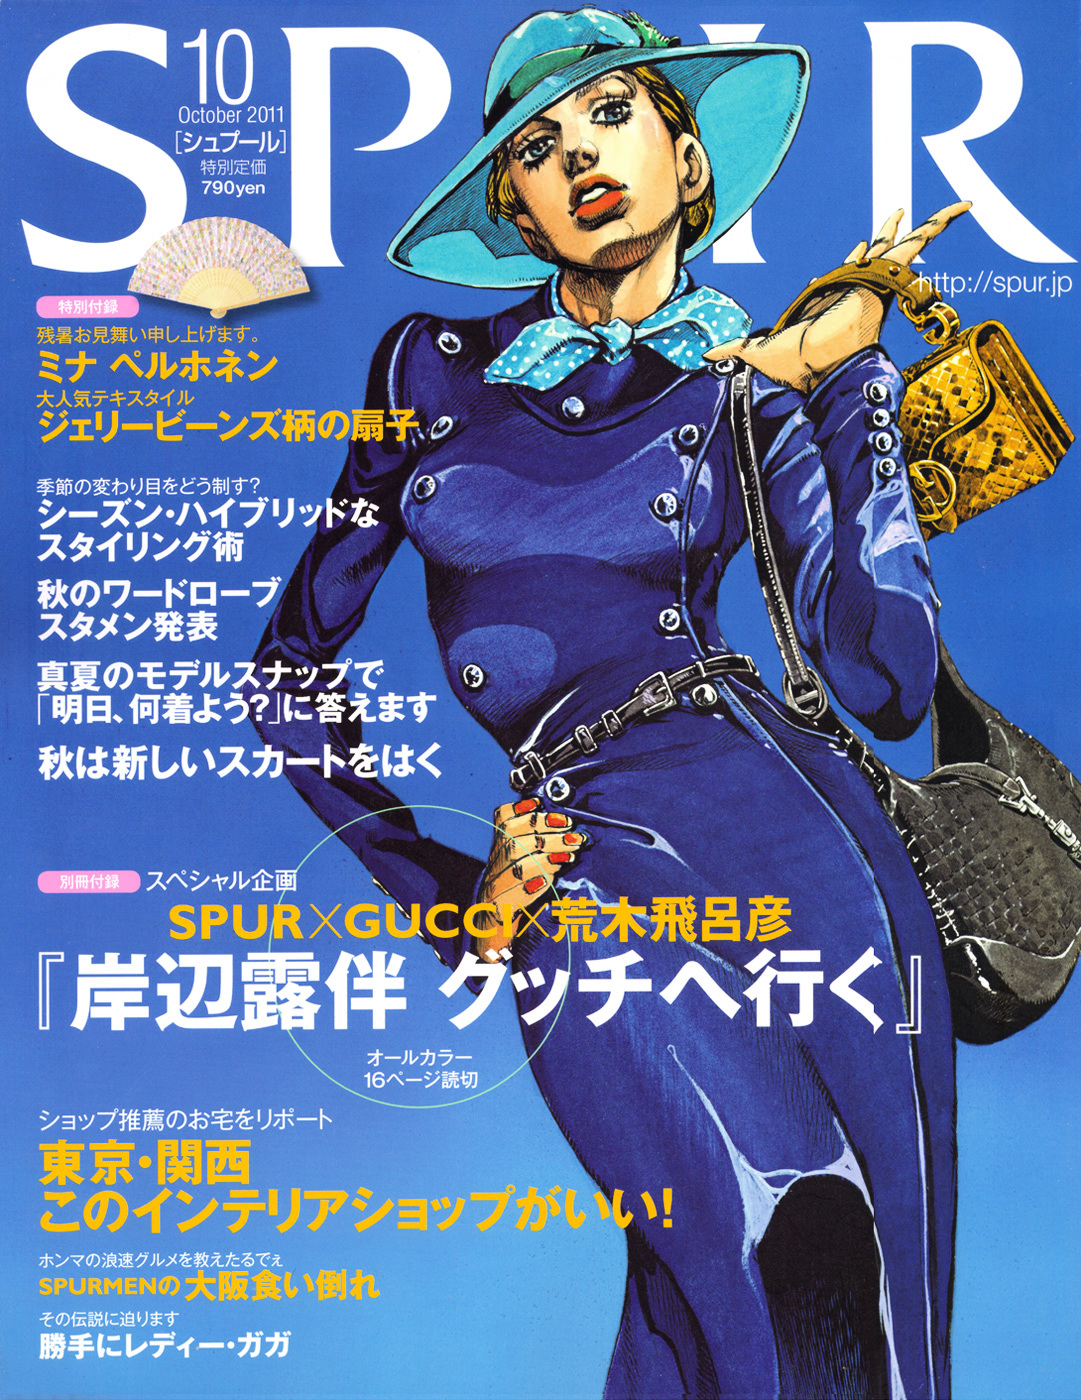 SPUR
10
October 2011
[シュプール]
特別定価
790yen
http://spur.jp
特別付録
残暑お見舞い申し上げます。
ミナ ペルホネン
大人気テキスタイル
ジェリービーンズ柄の扇子
季節の変わり目をどう制す?
シーズン・ハイブリッドな
スタイリング術
秋のワードローブ
スタメン発表
真夏のモデルスナップで
「明日、何着よう?」に答えます
秋は新しいスカートをはく
別冊付録 スペシャル企画
SPUR×GUCCI×荒木飛呂彦
『岸辺露伴 グッチへ行く』
オールカラー
16ページ読切
ショップ推薦のお宅をリポート
東京・関西
このインテリアショップがいい!
ホンマの浪速グルメを教えたるでぇ
SPURMENの大阪食い倒れ
その伝説に迫ります
勝手にレディー・ガガ